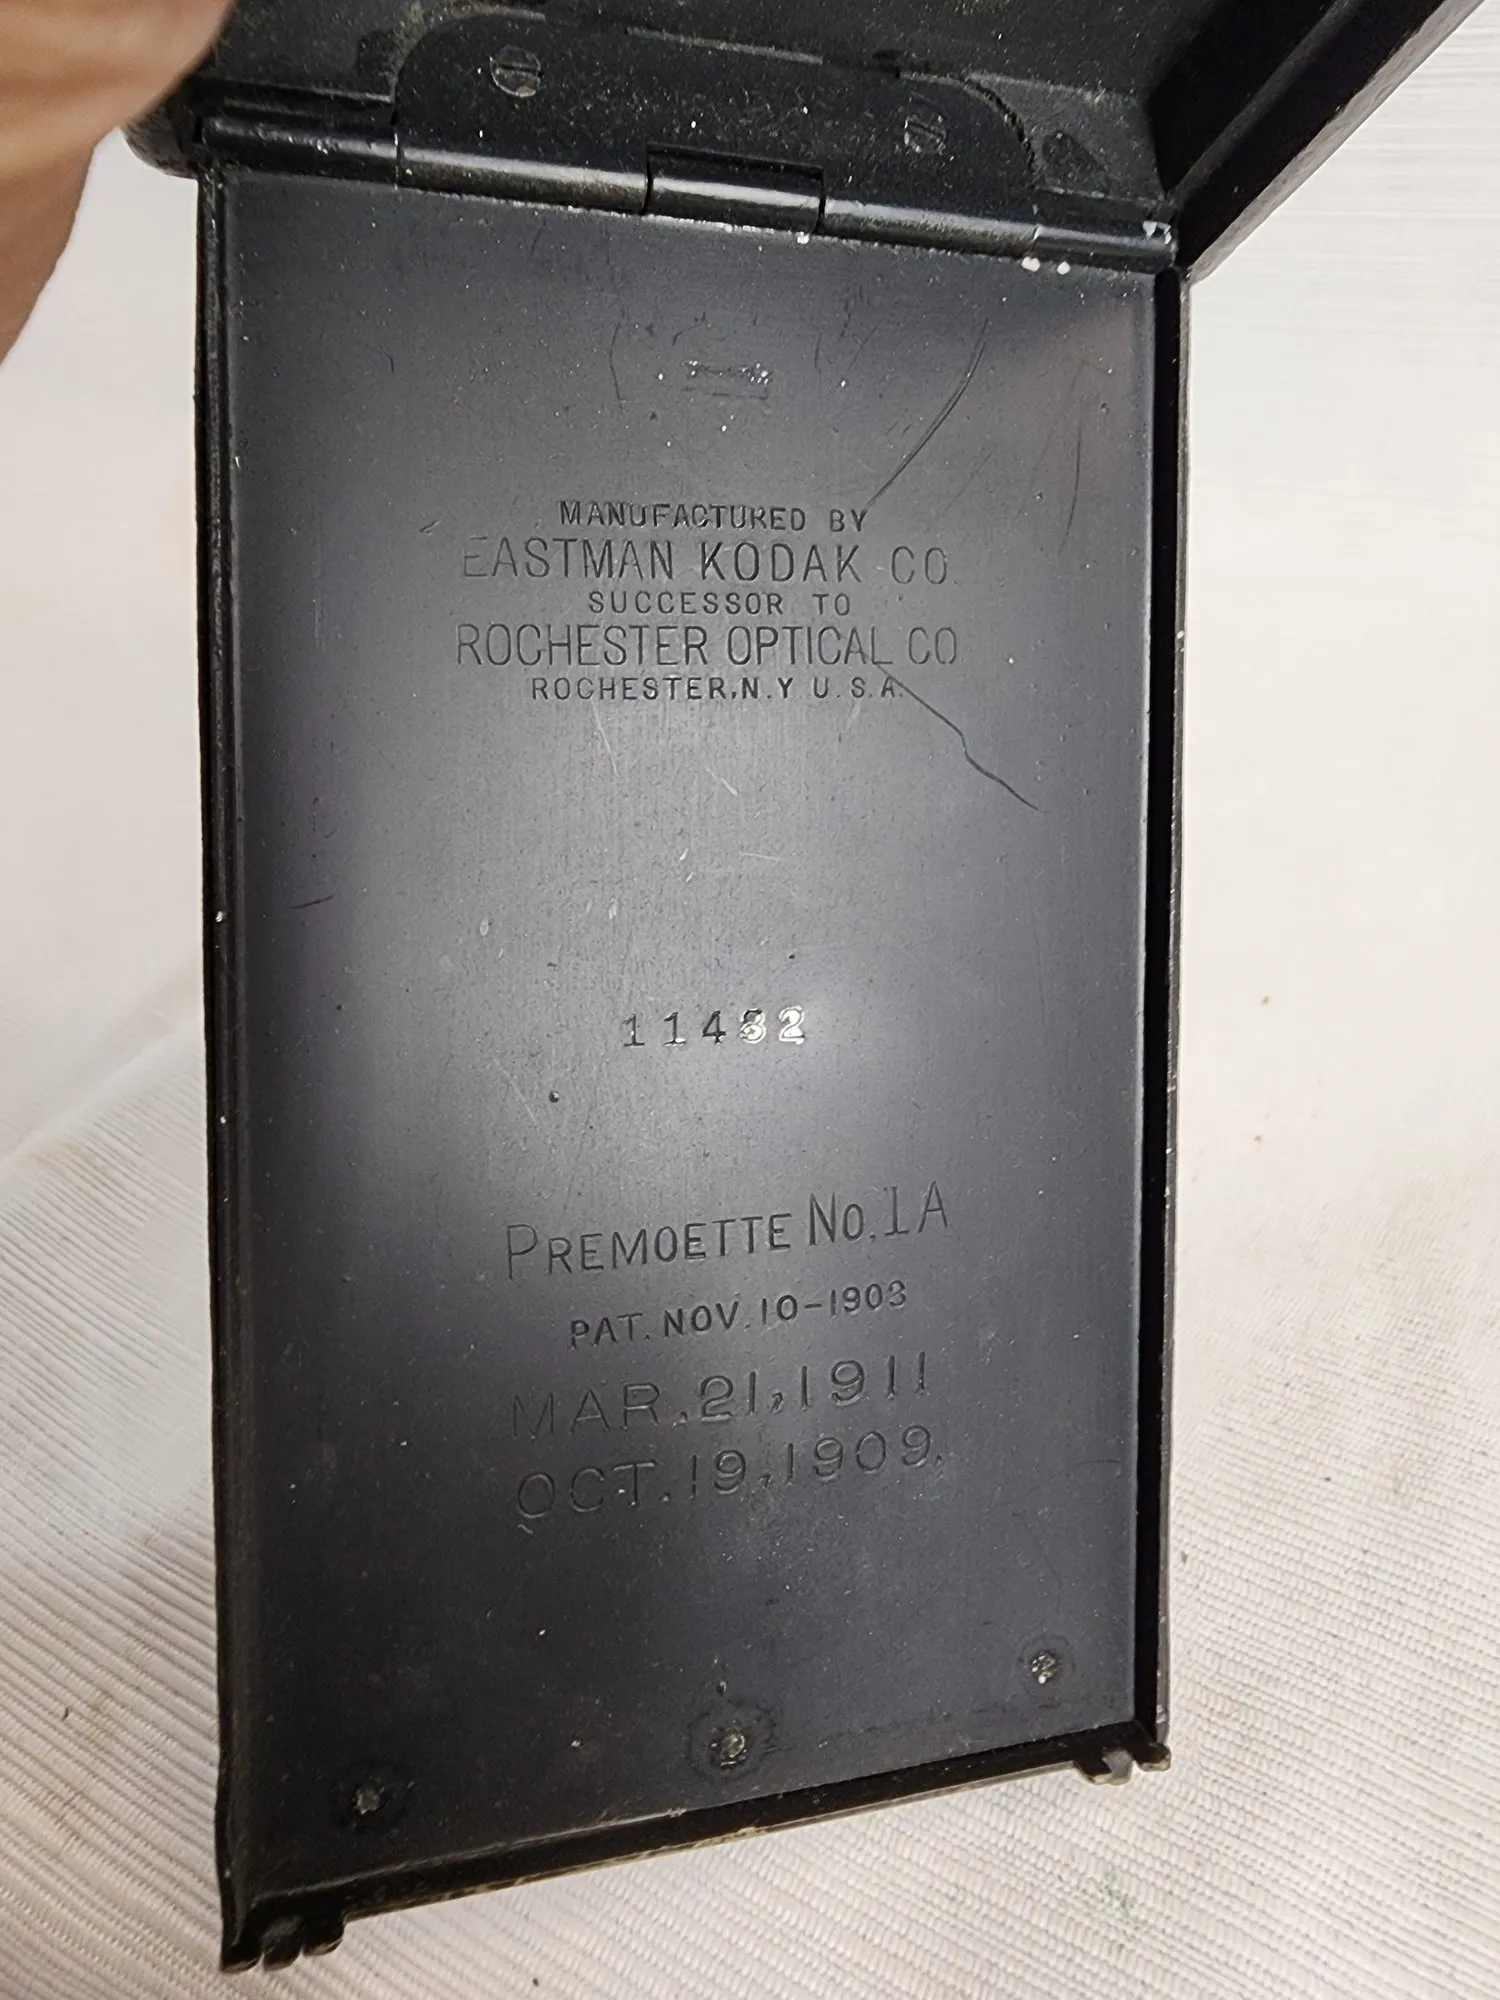 MANUFACTURED BY
EASTMAN KODAK CO.
SUCCESSOR TO
ROCHESTER OPTICAL CO
ROCHESTER, N.Y. U.S.A.
11482
PREMOETTE No. 1A
PAT. NOV. 10-1903
MAR. 21, 1911
OCT. 19, 1909.